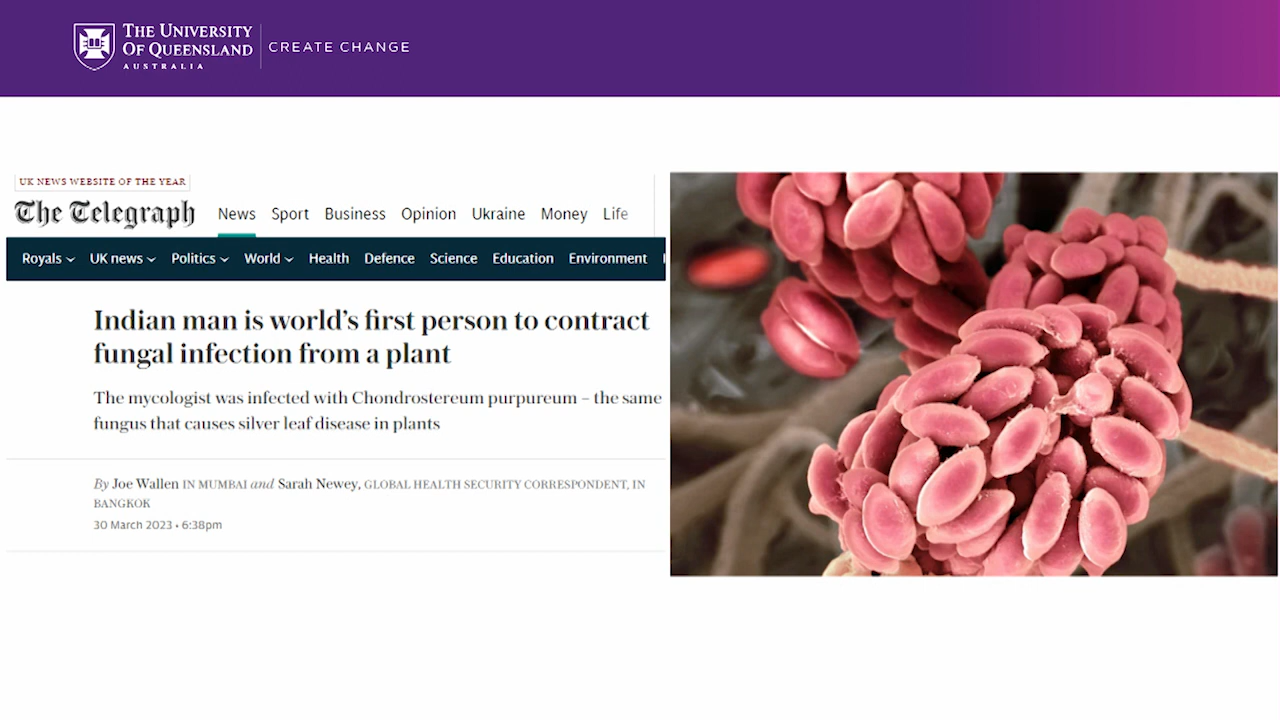 THE UNIVERSITY
OF QUEENSLAND
AUSTRALIA
CREATE CHANGE
UK NEWS WEBSITE OF THE YEAR
The Telegraph
News Sport Business Opinion Ukraine Money Life
Royals UK news Politics World Health Defence Science Education Environment
Indian man is world’s first person to contract
fungal infection from a plant
The mycologist was infected with Chondrostereum purpureum – the same
fungus that causes silver leaf disease in plants
By Joe Wallen IN MUMBAI and Sarah Newey, GLOBAL HEALTH SECURITY CORRESPONDENT, IN
BANGKOK
30 March 2023 • 6:38pm